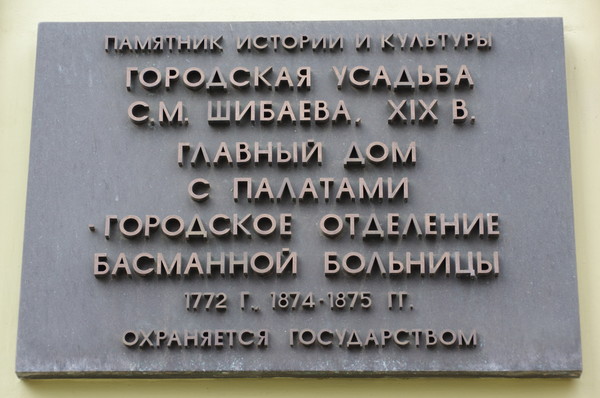 ПАМЯТНИК ИСТОРИИ И КУЛЬТУРЫ
ГОРОДСКАЯ УСАДЬБА
С.М. ШИБАЕВА, XIX В.
ГЛАВНЫЙ ДОМ
С ПАЛАТАМИ
-ГОРОДСКОЕ ОТДЕЛЕНИЕ
БАСМАННОЙ БОЛЬНИЦЫ
1772 Г., 1874-1875 ГГ.
ОХРАНЯЕТСЯ ГОСУДАРСТВОМ